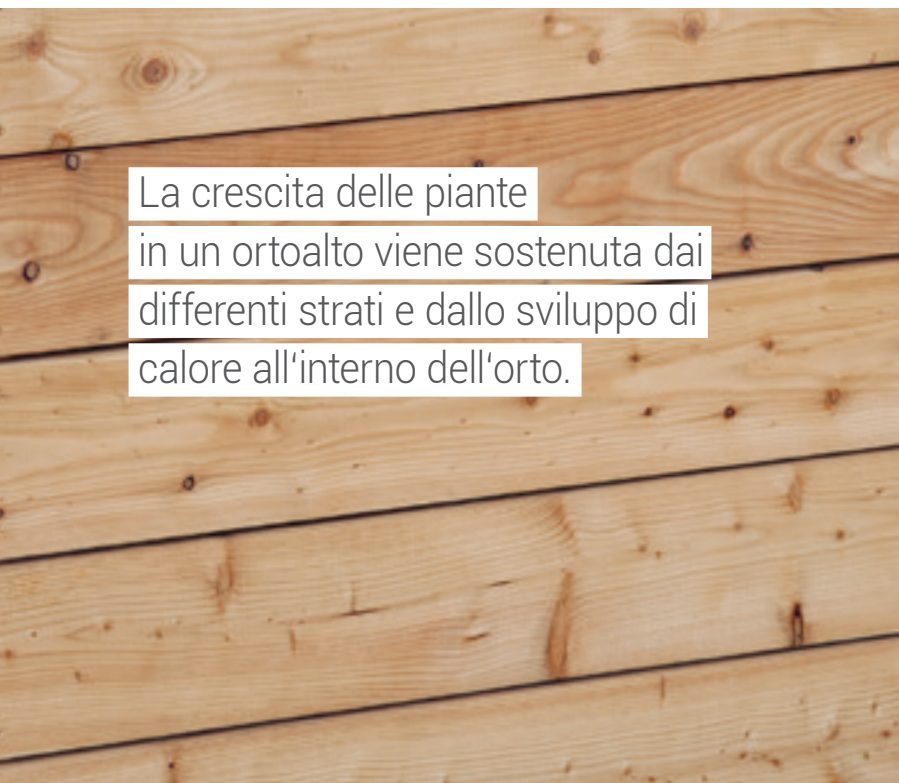 La crescita delle piante
in un ortoalto viene sostenuta dai
differenti strati e dallo sviluppo di
calore all‘interno dell‘orto.